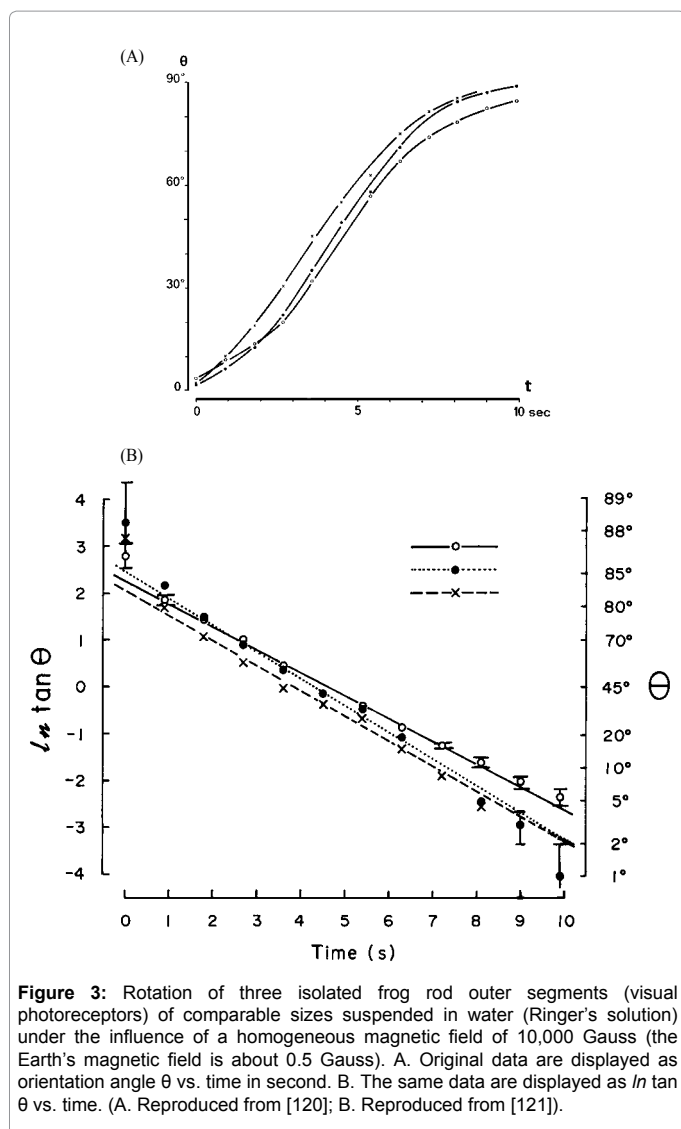 (A)
θ
90°
60°
30°
0
0
5
10 sec
t
(B)
4
3
2
1
0
-1
-2
-3
-4
ln tan θ
89°
88°
85°
80°
70°
45°
20°
10°
5°
2°
1°
Θ
0 1 2 3 4 5 6 7 8 9 10
Time (s)
Figure 3: Rotation of three isolated frog rod outer segments (visual
photoreceptors) of comparable sizes suspended in water (Ringer's solution)
under the influence of a homogeneous magnetic field of 10,000 Gauss (the
Earth's magnetic field is about 0.5 Gauss). A. Original data are displayed as
orientation angle θ vs. time in second. B. The same data are displayed as ln tan
θ vs. time. (A. Reproduced from [120]; B. Reproduced from [121]).